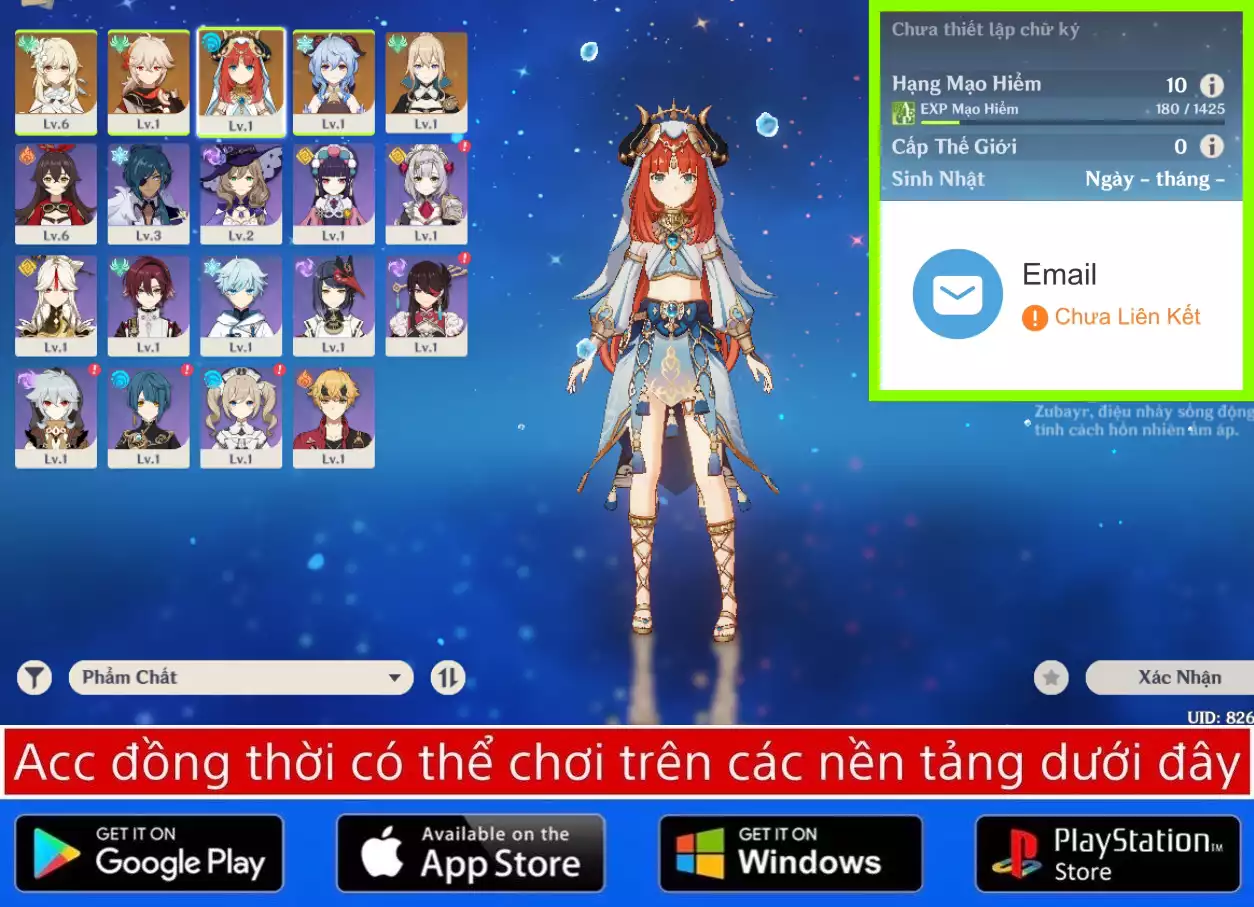 Lv.6
Lv.1
Lv.1
Lv.1
Lv.1
Lv.6
Lv.3
Lv.2
Lv.1
Lv.1
Lv.1
Lv.1
Lv.1
Lv.1
Lv.1
Lv.1
Lv.1
Lv.1
Lv.1
Chưa thiết lập chữ ký
Hạng Mạo Hiểm 10
EXP Mạo Hiểm 180 / 1425
Cấp Thế Giới 0
Sinh Nhật Ngày - tháng -
Email
Chưa Liên Kết
Zubayr, điệu nhảy sống động
tính cách hồn nhiên ấm áp.
Phẩm Chất
Xác Nhận
UID: 826
Acc đồng thời có thể chơi trên các nền tảng dưới đây
GET IT ON
Google Play
Available on the
App Store
GET IT ON
Windows
PlayStation™
Store